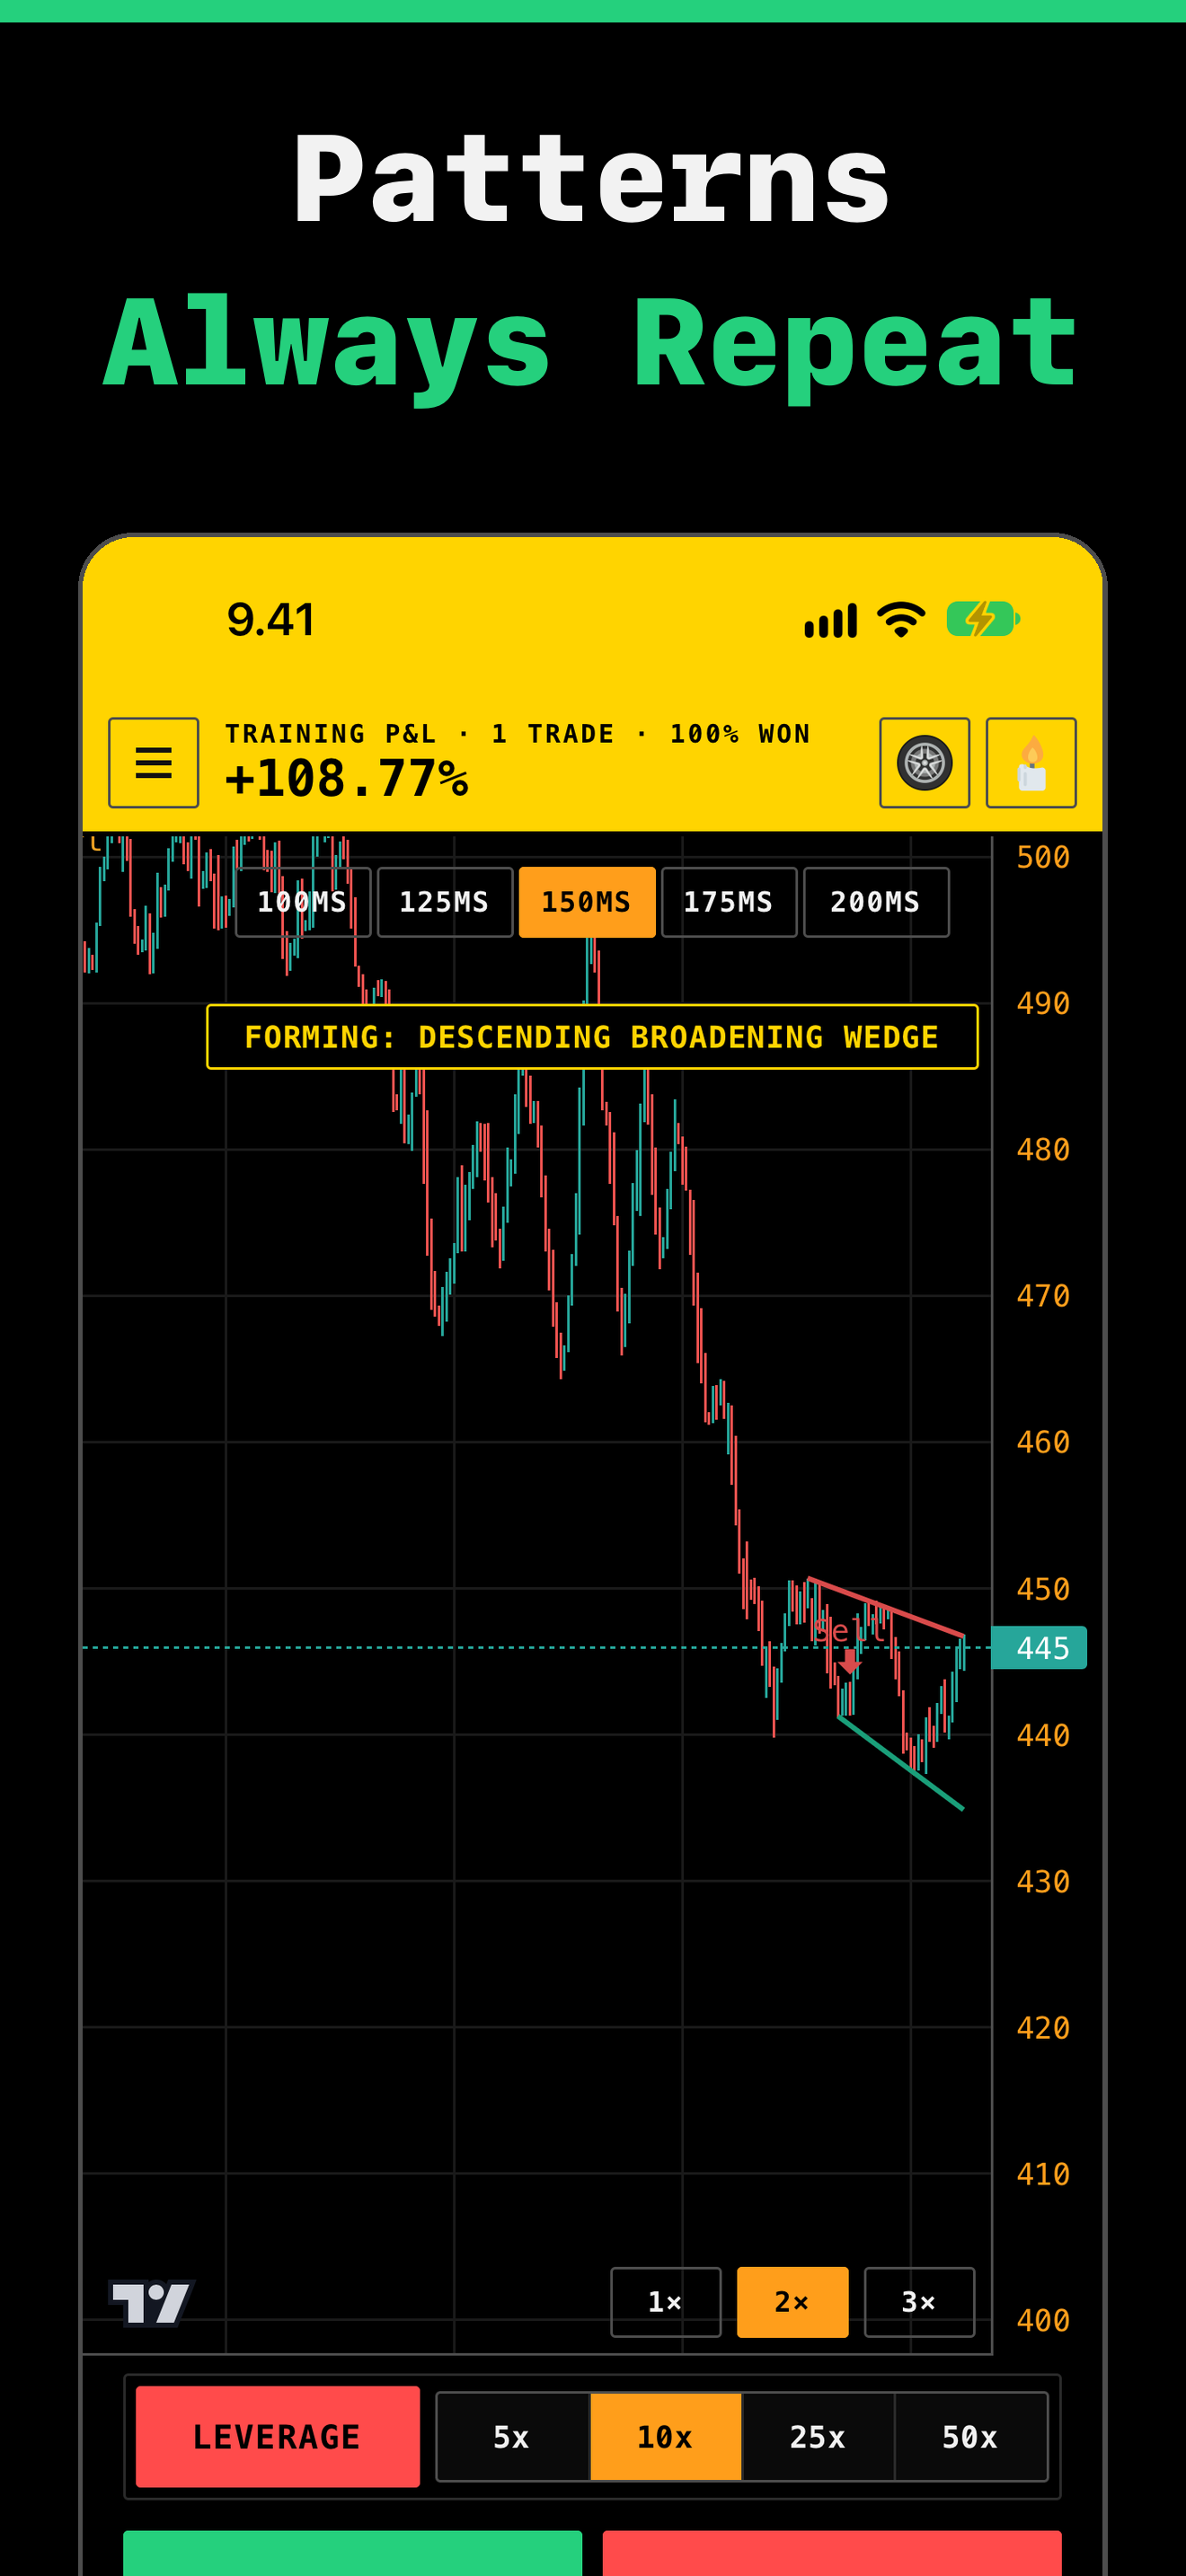 Patterns
Always Repeat
9.41
TRAINING P&L · 1 TRADE · 100% WON
+108.77%
500
100MS 125MS 150MS 175MS 200MS
490
FORMING: DESCENDING BROADENING WEDGE
480
470
460
450
Sell
445
440
430
420
410
1× 2× 3×
400
LEVERAGE 5x 10x 25x 50x